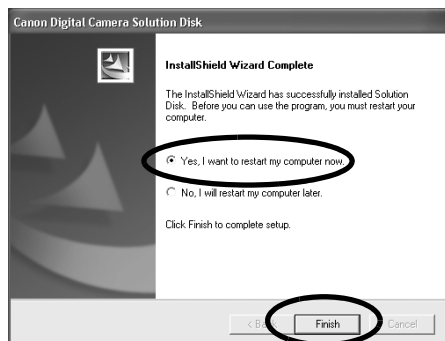 Canon Digital Camera Solution Disk
InstallShield Wizard Complete
The InstallShield Wizard has successfully installed Solution
Disk. Before you can use the program, you must restart your
computer.
Yes, I want to restart my computer now.
No, I will restart my computer later.
Click Finish to complete setup.
Finish
Cancel